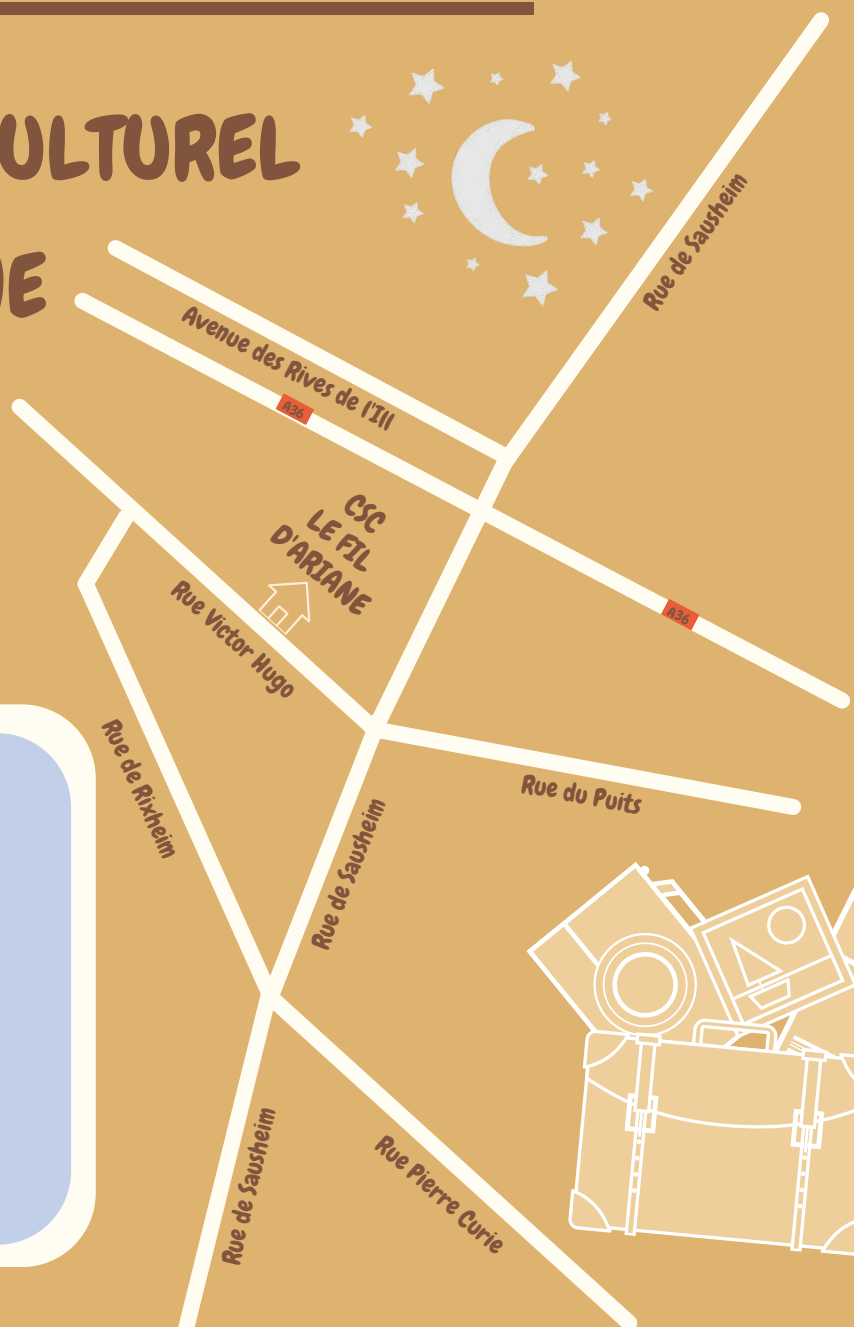 ULTUREL
Rue de Sausheim
UE
Avenue des Rives de l'Ill
A36
CSC
LE FIL
D'ARIANE
Rue Victor Hugo
A36
Rue de Rixheim
Rue du Puits
Rue de Sausheim
Rue de Sausheim
Rue Pierre Curie